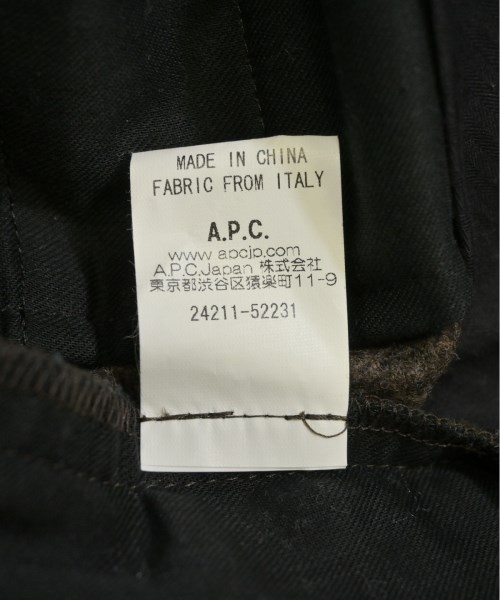 MADE IN CHINA
FABRIC FROM ITALY
A.P.C.
www.apcjp.com
A.P.C.Japan 株式会社
東京都渋谷区猿楽町11-9
24211-52231